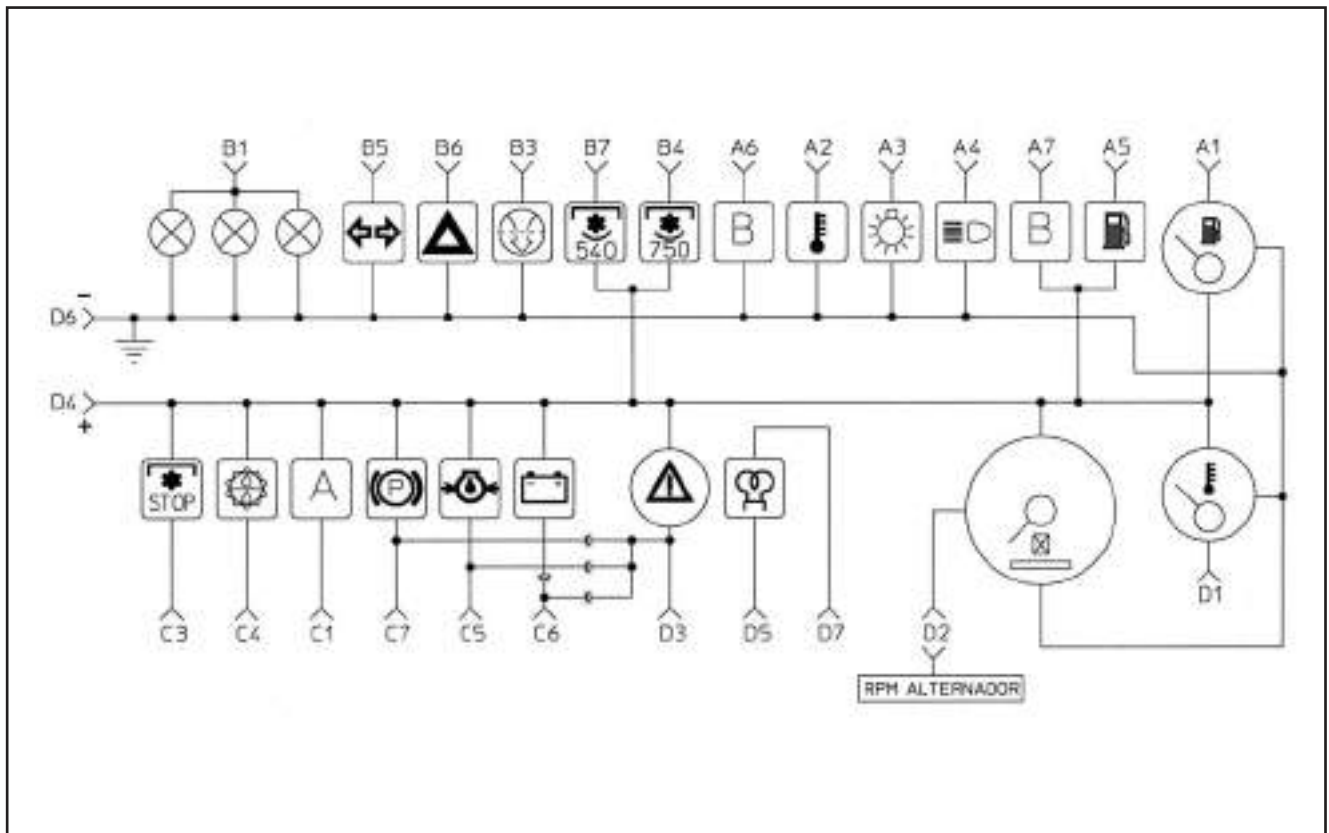 B1 B5 B6 B3 B7 B4 A6 A2 A3 A4 A7 A5 A1
540 750 B B
D6 -
D4 +
STOP A P
C3 C4 C1 C7 C5 C6 D3 D5 D7 D2 D1
RPM ALTERNADOR